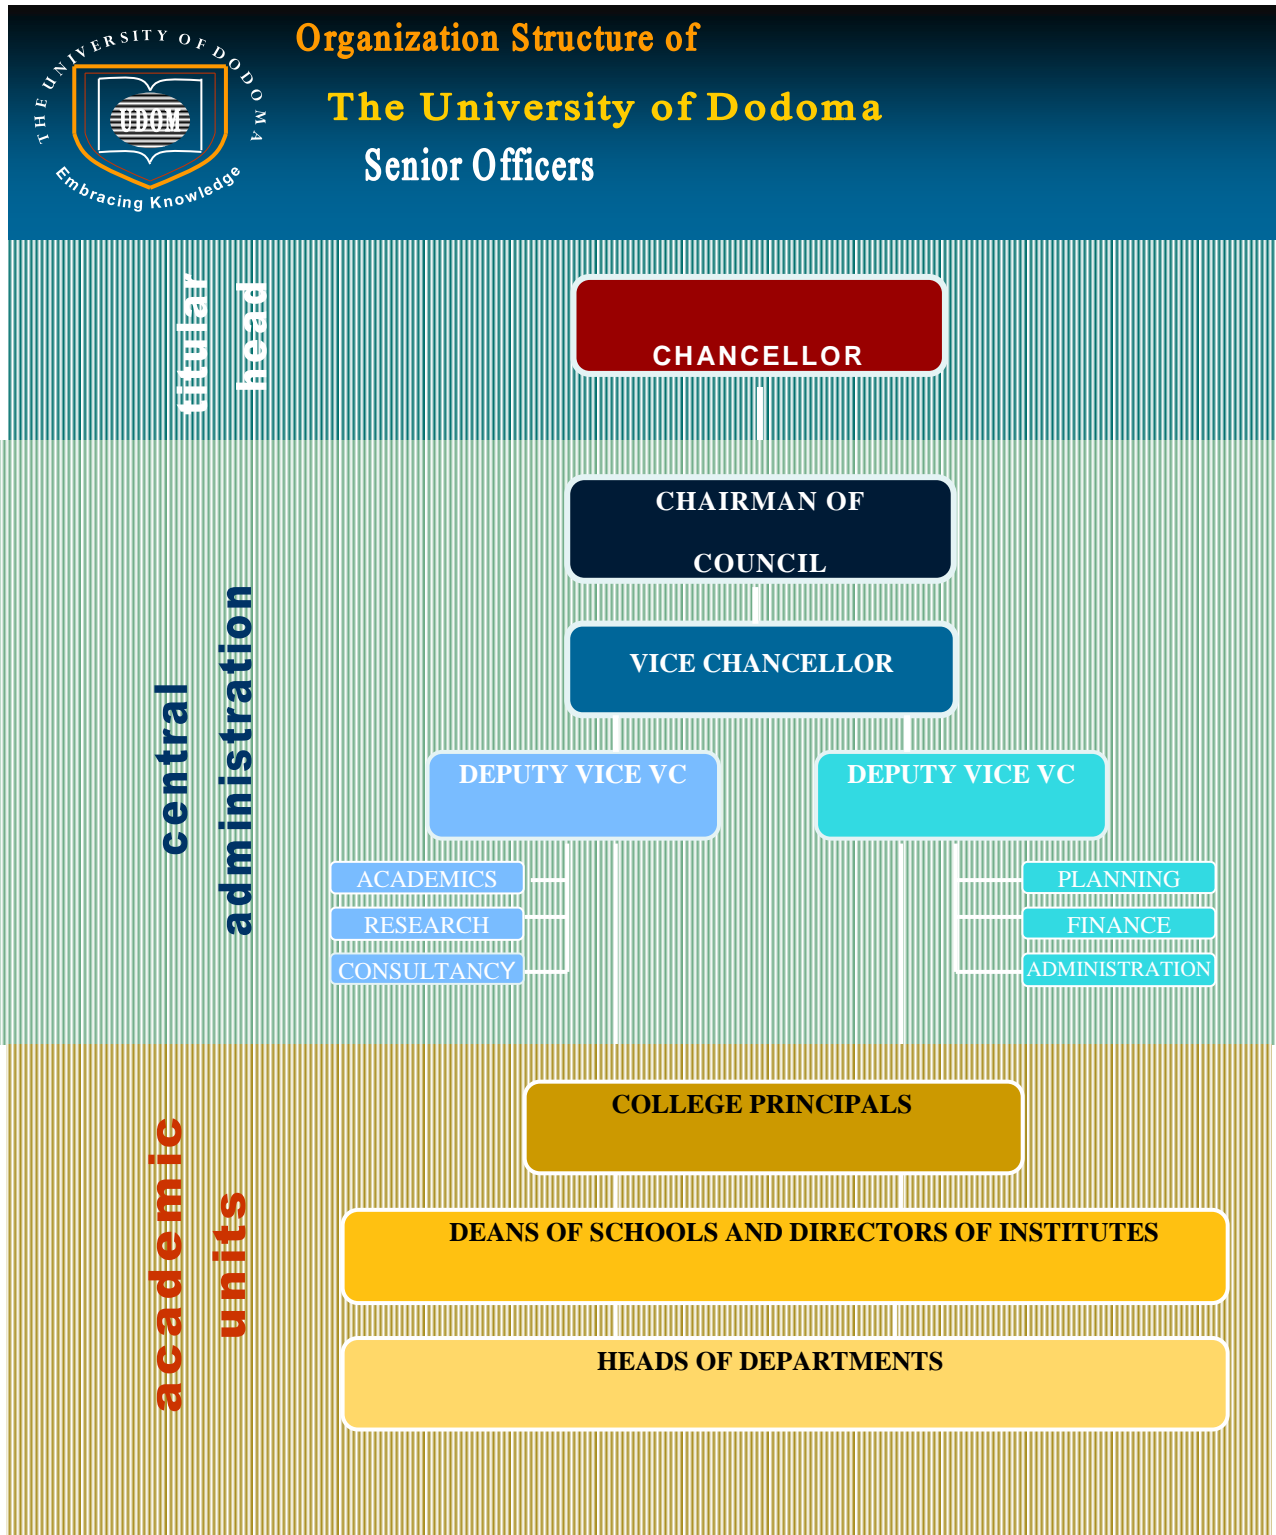 THE UNIVERSITY OF DODOMA
UDOM
Embracing Knowledge
Organization Structure of
The University of Dodoma
Senior Officers
titular
head
CHANCELLOR
central
administration
CHAIRMAN OF
COUNCIL
VICE CHANCELLOR
DEPUTY VICE VC
DEPUTY VICE VC
ACADEMICS
RESEARCH
CONSULTANCY
PLANNING
FINANCE
ADMINISTRATION
academic
units
COLLEGE PRINCIPALS
DEANS OF SCHOOLS AND DIRECTORS OF INSTITUTES
HEADS OF DEPARTMENTS